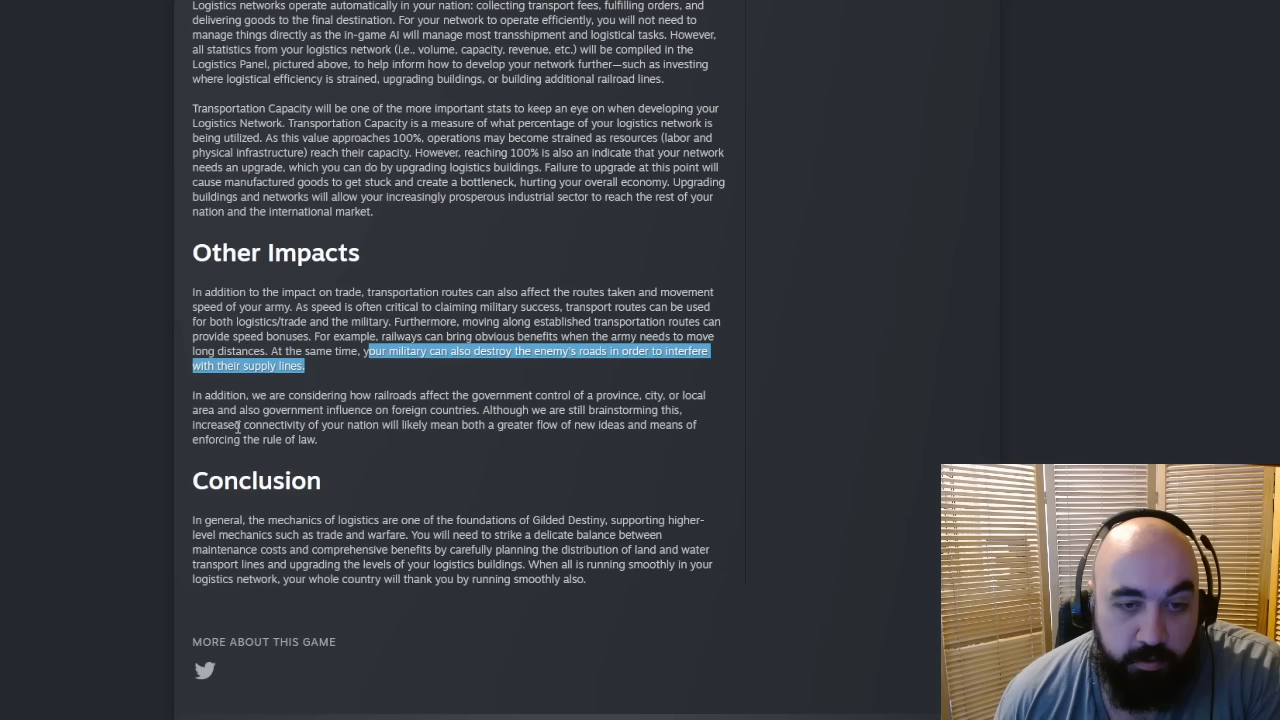 Logistics networks operate automatically in your nation: collecting transport fees, fulfilling orders, and
delivering goods to the final destination. For your network to operate efficiently, you will not need to
manage things directly as the in-game AI will manage most transshipment and logistical tasks. However,
all statistics from your logistics network (i.e., volume, capacity, revenue, etc.) will be compiled in the
Logistics Panel, pictured above, to help inform how to develop your network further—such as investing
where logistical efficiency is strained, upgrading buildings, or building additional railroad lines.
Transportation Capacity will be one of the more important stats to keep an eye on when developing your
Logistics Network. Transportation Capacity is a measure of what percentage of your logistics network is
being utilized. As this value approaches 100%, operations may become strained as resources (labor and
physical infrastructure) reach their capacity. However, reaching 100% is also an indicate that your network
needs an upgrade, which you can do by upgrading logistics buildings. Failure to upgrade at this point will
cause manufactured goods to get stuck and create a bottleneck, hurting your overall economy. Upgrading
buildings and networks will allow your increasingly prosperous industrial sector to reach the rest of your
nation and the international market.
Other Impacts
In addition to the impact on trade, transportation routes can also affect the routes taken and movement
speed of your army. As speed is often critical to claiming military success, transport routes can be used
for both logistics/trade and the military. Furthermore, moving along established transportation routes can
provide speed bonuses. For example, railways can bring obvious benefits when the army needs to move
long distances. At the same time, your military can also destroy the enemy's roads in order to interfere
with their supply lines.
In addition, we are considering how railroads affect the government control of a province, city, or local
area and also government influence on foreign countries. Although we are still brainstorming this,
increased connectivity of your nation will likely mean both a greater flow of new ideas and means of
enforcing the rule of law.
Conclusion
In general, the mechanics of logistics are one of the foundations of Gilded Destiny, supporting higher-
level mechanics such as trade and warfare. You will need to strike a delicate balance between
maintenance costs and comprehensive benefits by carefully planning the distribution of land and water
transport lines and upgrading the levels of your logistics buildings. When all is running smoothly in your
logistics network, your whole country will thank you by running smoothly also.
MORE ABOUT THIS GAME